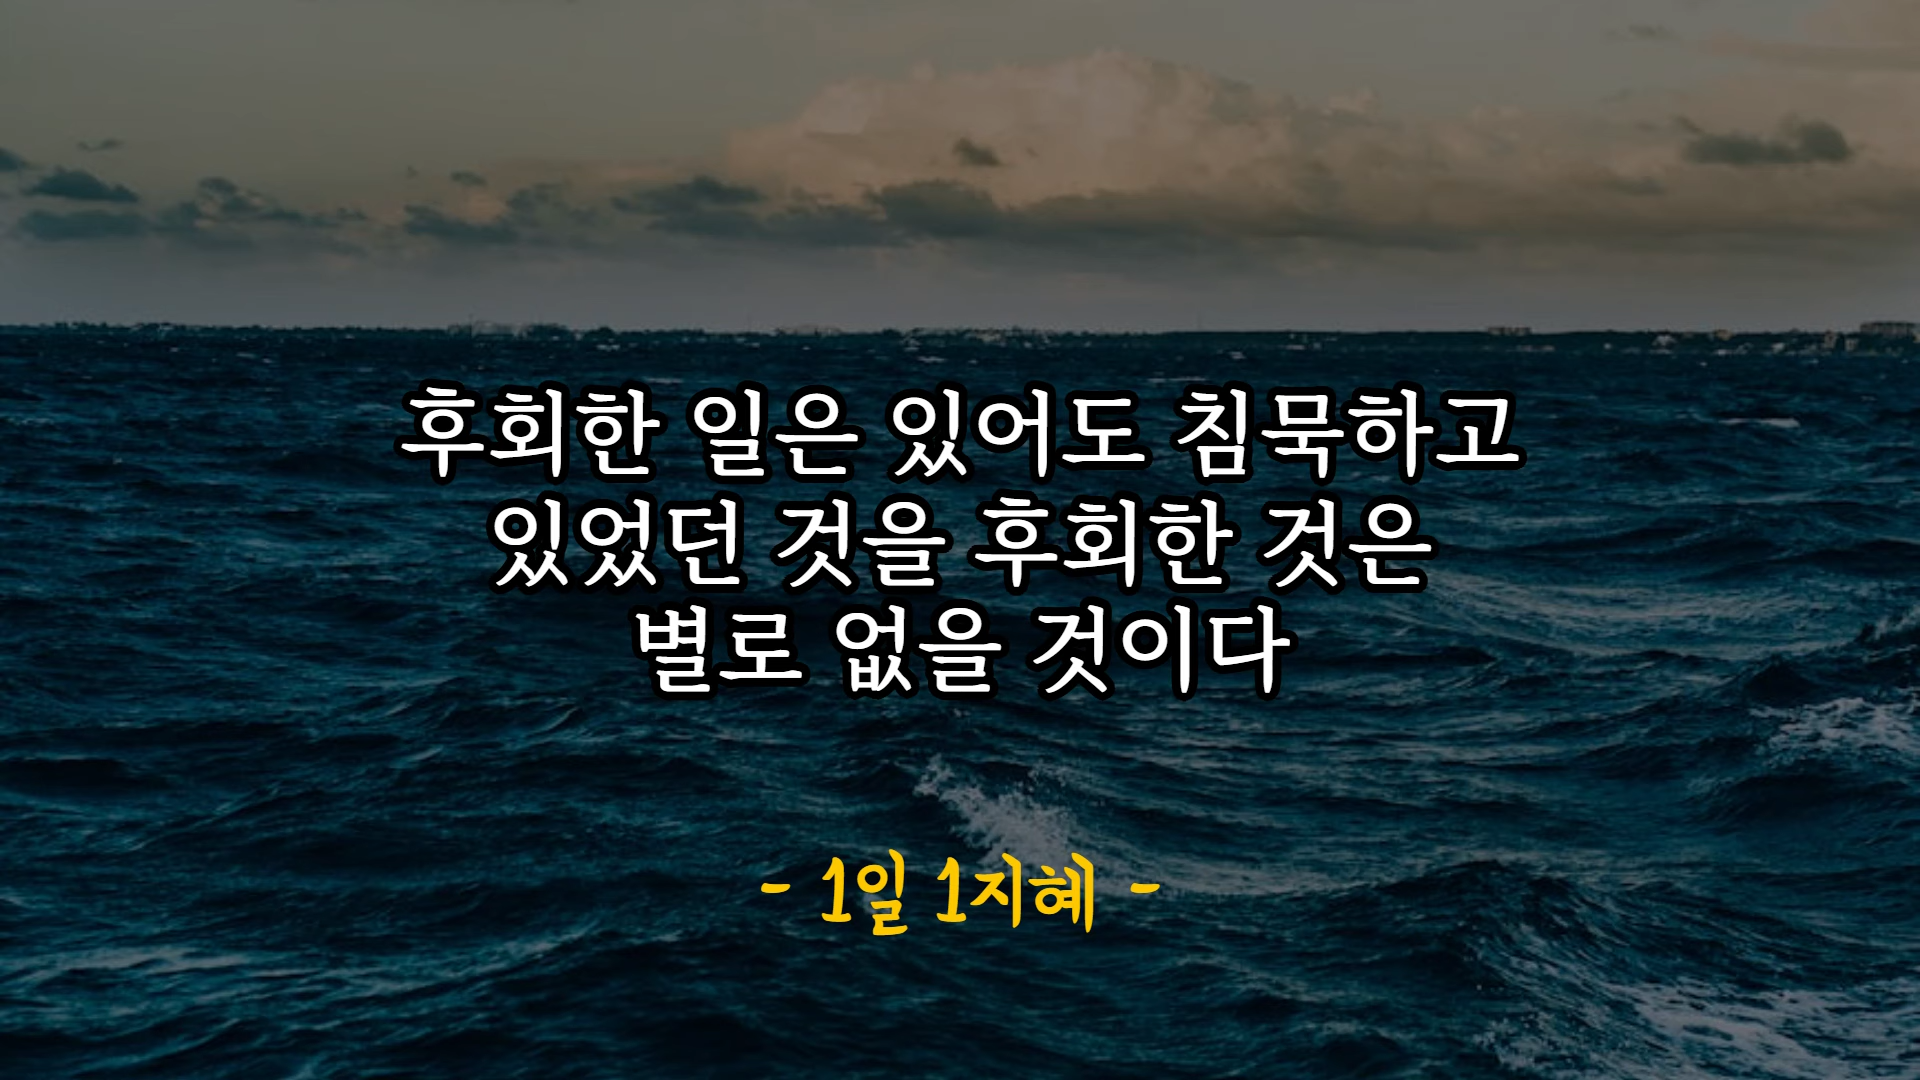 후회한 일은 있어도 침묵하고
있었던 것을 후회한 것은
별로 없을 것이다
- 1일 1지혜 -